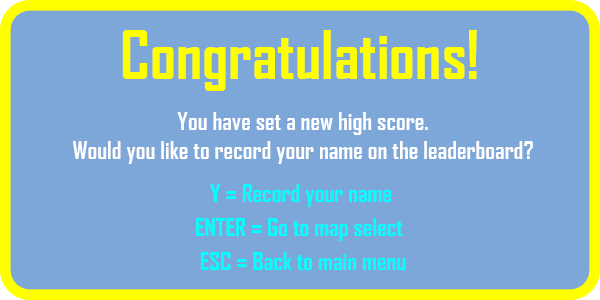 Congratulations!
You have set a new high score.
Would you like to record your name on the leaderboard?
Y = Record your name
ENTER = Go to map select
ESC = Back to main menu